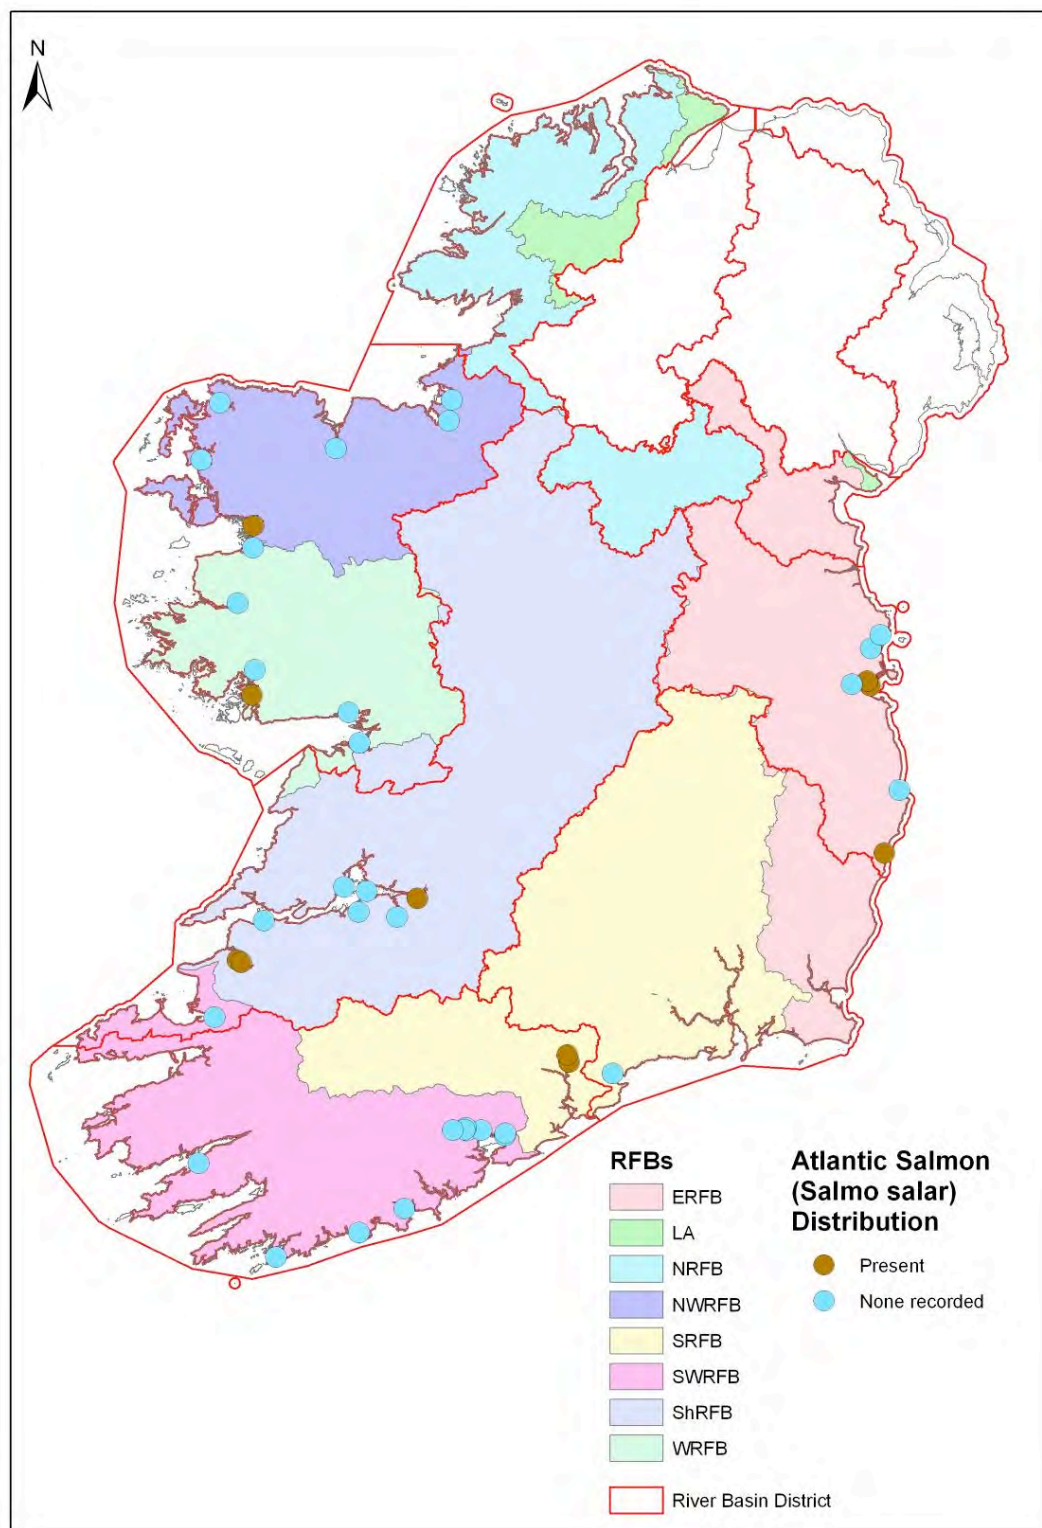 N
RFBs
ERFB
LA
NRFB
NWRFB
SRFB
SWRFB
ShRFB
WRFB
River Basin District
Atlantic Salmon
(Salmo salar)
Distribution
Present
None recorded